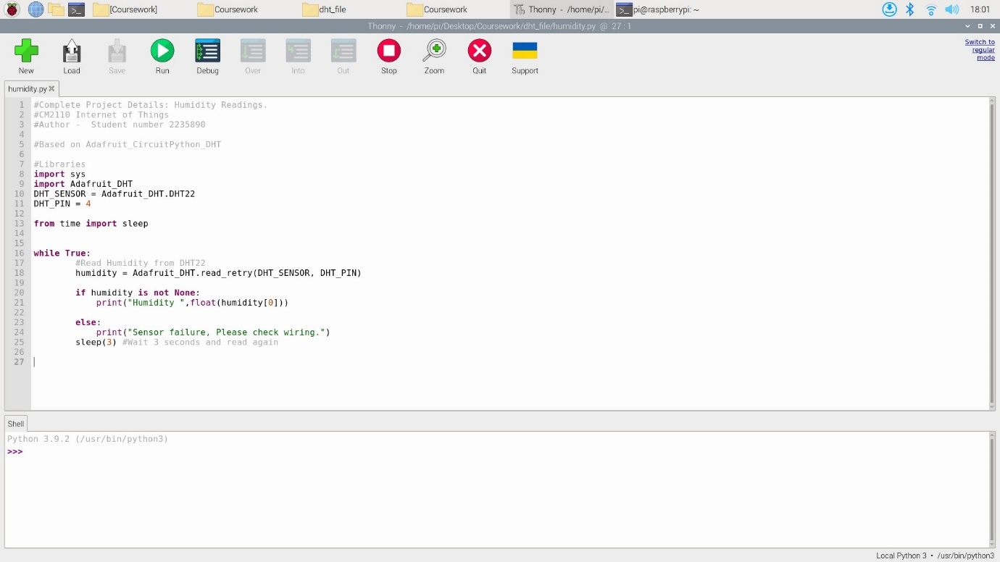 [Coursework] Coursework dht_file Coursework Thonny - /home/pi/... pi@raspberrypi: ~ 18:01
Thonny - /home/pi/Desktop/Coursework/dht_file/humidity.py @ 27 : 1
New Load Save Run Debug Over Into Out Stop Zoom Quit Support
Switch to
regular
mode
humidity.py
1 #Complete Project Details: Humidity Readings.
2 #CM2110 Internet of Things
3 #Author -  Student number 2235890
4
5 #Based on Adafruit_CircuitPython_DHT
6
7 #Libraries
8 import sys
9 import Adafruit_DHT
10 DHT_SENSOR = Adafruit_DHT.DHT22
11 DHT_PIN = 4
12
13 from time import sleep
14
15
16 while True:
17         #Read Humidity from DHT22
18         humidity = Adafruit_DHT.read_retry(DHT_SENSOR, DHT_PIN)
19
20         if humidity is not None:
21             print("Humidity ",float(humidity[0]))
22
23         else:
24             print("Sensor failure, Please check wiring.")
25         sleep(3) #Wait 3 seconds and read again
26
27
Shell
Python 3.9.2 (/usr/bin/python3)
>>>
Local Python 3 • /usr/bin/python3